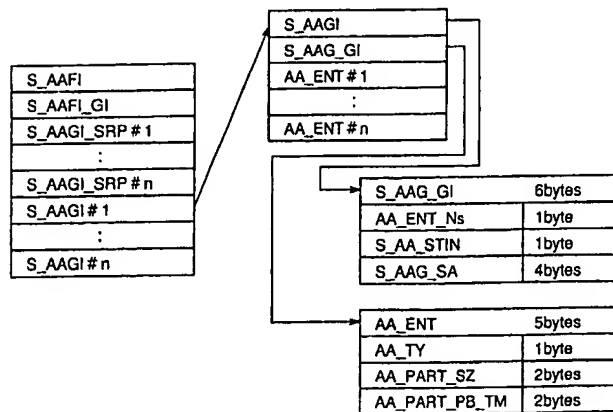 S_AAFI
S_AAFI_GI
S_AAGI_SRP # 1
:
S_AAGI_SRP # n
S_AAGI # 1
:
S_AAGI # n
S_AAGI
S_AAG_GI
AA_ENT # 1
:
AA_ENT # n
S_AAG_GI 6bytes
AA_ENT_Ns 1byte
S_AA_STIN 1byte
S_AAG_SA 4bytes
AA_ENT 5bytes
AA_TY 1byte
AA_PART_SZ 2bytes
AA_PART_PB_TM 2bytes